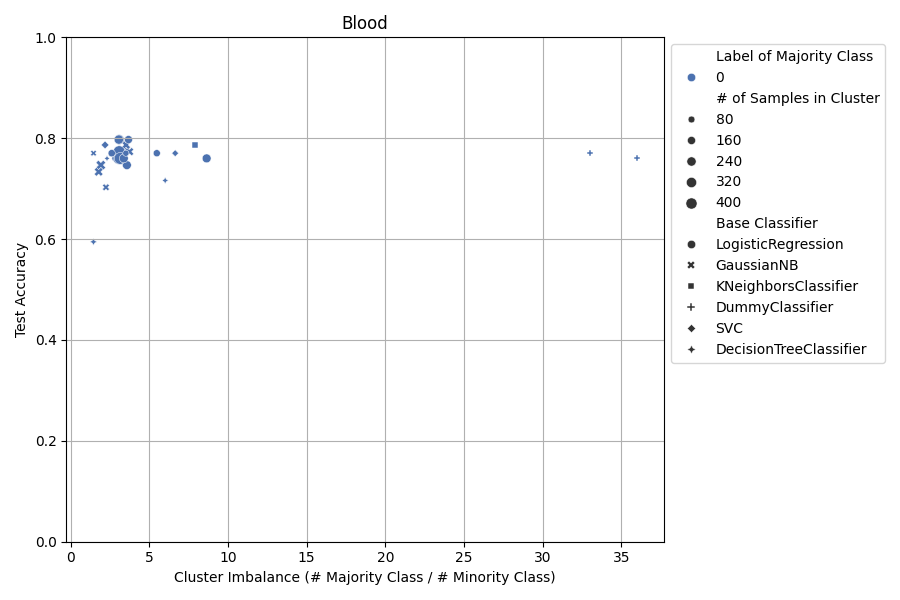 Blood
1.0
0.8
0.6
0.4
0.2
0.0
Test Accuracy
0 5 10 15 20 25 30 35
Cluster Imbalance (# Majority Class / # Minority Class)
Label of Majority Class
0
# of Samples in Cluster
80
160
240
320
400
Base Classifier
LogisticRegression
GaussianNB
KNeighborsClassifier
DummyClassifier
SVC
DecisionTreeClassifier